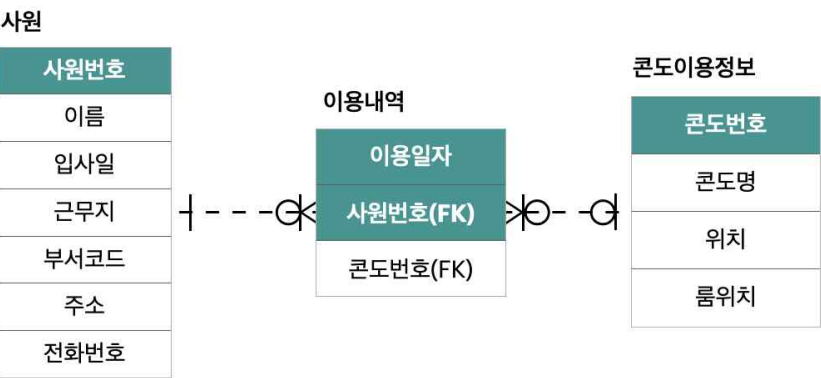 사원
사원번호
이름
입사일
근무지
부서코드
주소
전화번호
이용내역
이용일자
사원번호(FK)
콘도번호(FK)
콘도이용정보
콘도번호
콘도명
위치
룸위치